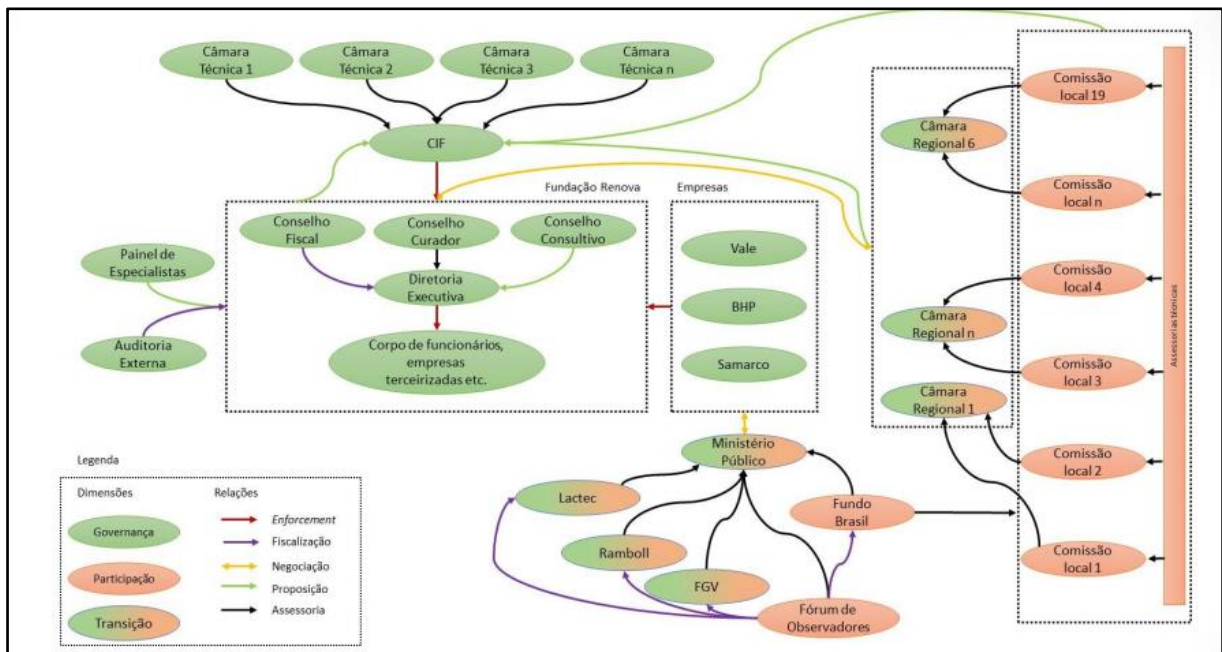 Câmara
Técnica 1
Câmara
Técnica 2
Câmara
Técnica 3
Câmara
Técnica n
CIF
Fundação Renova
Empresas
Conselho
Fiscal
Conselho
Curador
Conselho
Consultivo
Diretoria
Executiva
Corpo de funcionários,
empresas
terceirizadas etc.
Painel de
Especialistas
Auditoria
Externa
Vale
BHP
Samarco
Câmara
Regional 6
Câmara
Regional n
Câmara
Regional 1
Comissão
local 19
Comissão
local n
Comissão
local 4
Comissão
local 3
Comissão
local 2
Comissão
local 1
Assessorias técnicas
Ministério
Público
Lactec
Ramboll
FGV
Fundo
Brasil
Fórum de
Observadores
Legenda
Dimensões
Governança
Participação
Transição
Relações
Enforcement
Fiscalização
Negociação
Proposição
Assessoria